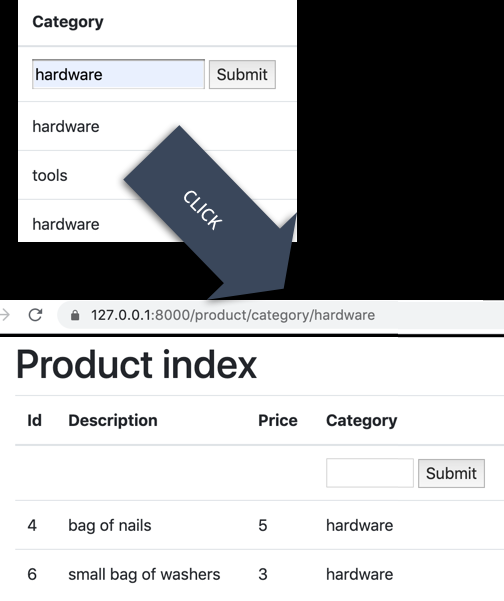 Category
hardware Submit
hardware
tools
hardware
CLICK
127.0.0.1:8000/product/category/hardware
Product index
Id Description Price Category
Submit
4 bag of nails 5 hardware
6 small bag of washers 3 hardware